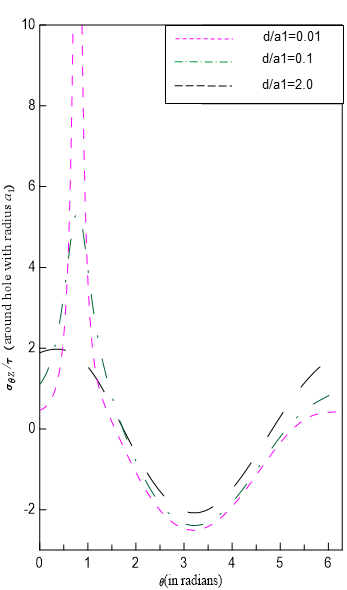 10
8
6
4
2
0
-2
0
1
2
3
4
5
6
d/a1=0.01
d/a1=0.1
d/a1=2.0
σθZ/τ (around hole with radius a1)
θ(in radians)